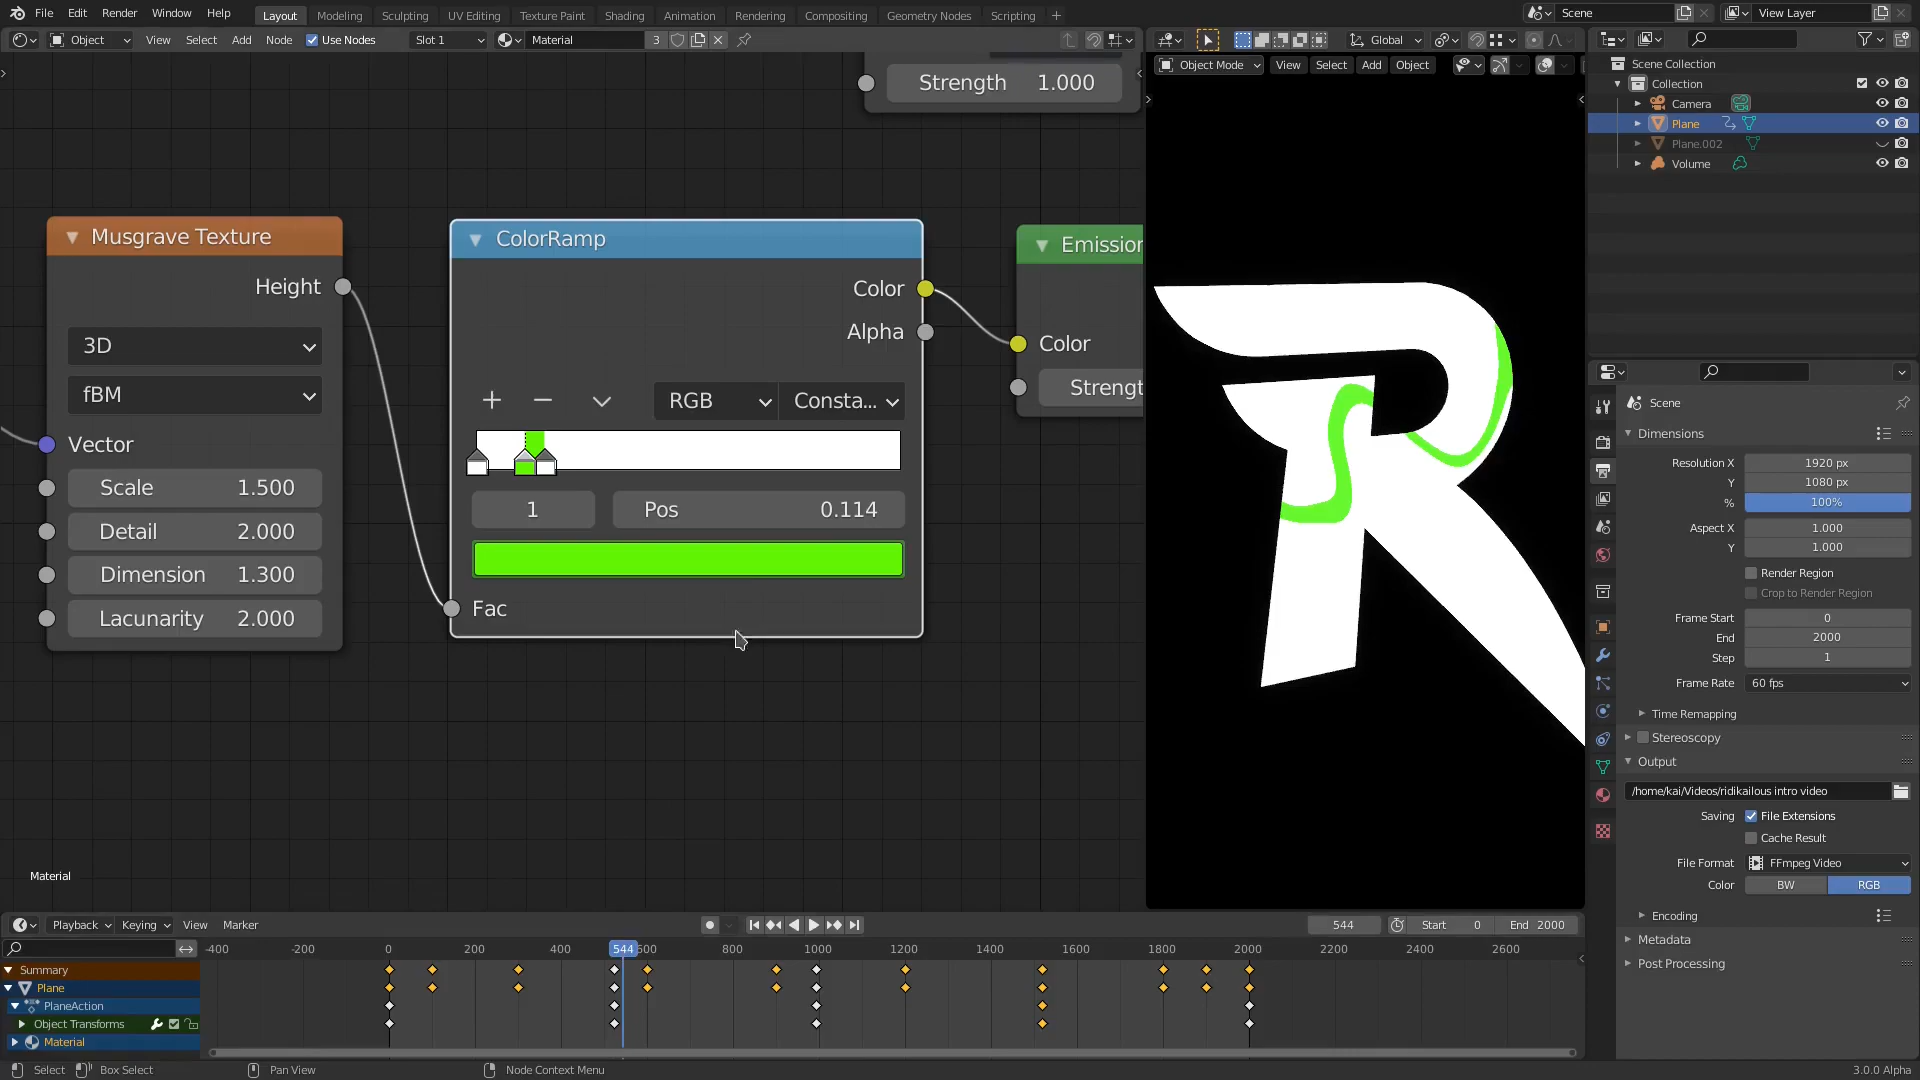 File Edit Render Window Help Layout Modeling Sculpting UV Editing Texture Paint Shading Animation Rendering Compositing Geometry Nodes Scripting + Scene View Layer
Object View Select Add Node Use Nodes Slot 1 Material 3 Global
Object Mode View Select Add Object
Strength 1.000
Musgrave Texture
Height
3D
fBM
Vector
Scale 1.500
Detail 2.000
Dimension 1.300
Lacunarity 2.000
ColorRamp
Color
Alpha
RGB Consta...
1 Pos 0.114
Fac
Emission
Color
Strengt
Material
Scene Collection
Collection
Camera
Plane
Plane.002
Volume
Scene
Dimensions
Resolution X 1920 px
Y 1080 px
% 100%
Aspect X 1.000
Y 1.000
Render Region
Crop to Render Region
Frame Start 0
End 2000
Step 1
Frame Rate 60 fps
Time Remapping
Stereoscopy
Output
/home/kai/Videos/ridikailous intro video
Saving File Extensions
Cache Result
File Format FFmpeg Video
Color BW RGB
Encoding
Metadata
Post Processing
Playback Keying View Marker 544 Start 0 End 2000
-400 -200 0 200 400 544 600 800 1000 1200 1400 1600 1800 2000 2200 2400 2600
Summary
Plane
PlaneAction
Object Transforms
Material
Select Box Select Pan View Node Context Menu 3.0.0 Alpha